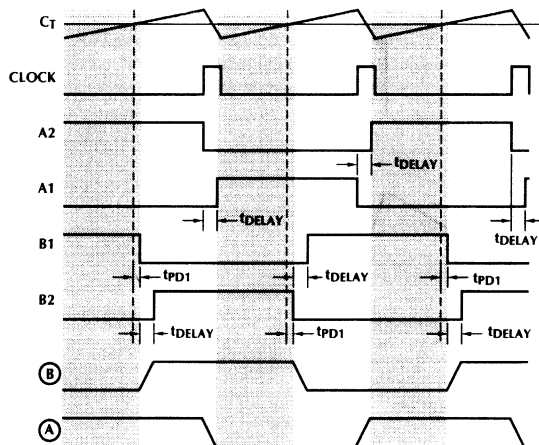 CT
CLOCK
A2
tDELAY
A1
tDELAY
tDELAY
B1
tPD1
tDELAY
tPD1
B2
tDELAY
tPD1
tDELAY
B
A